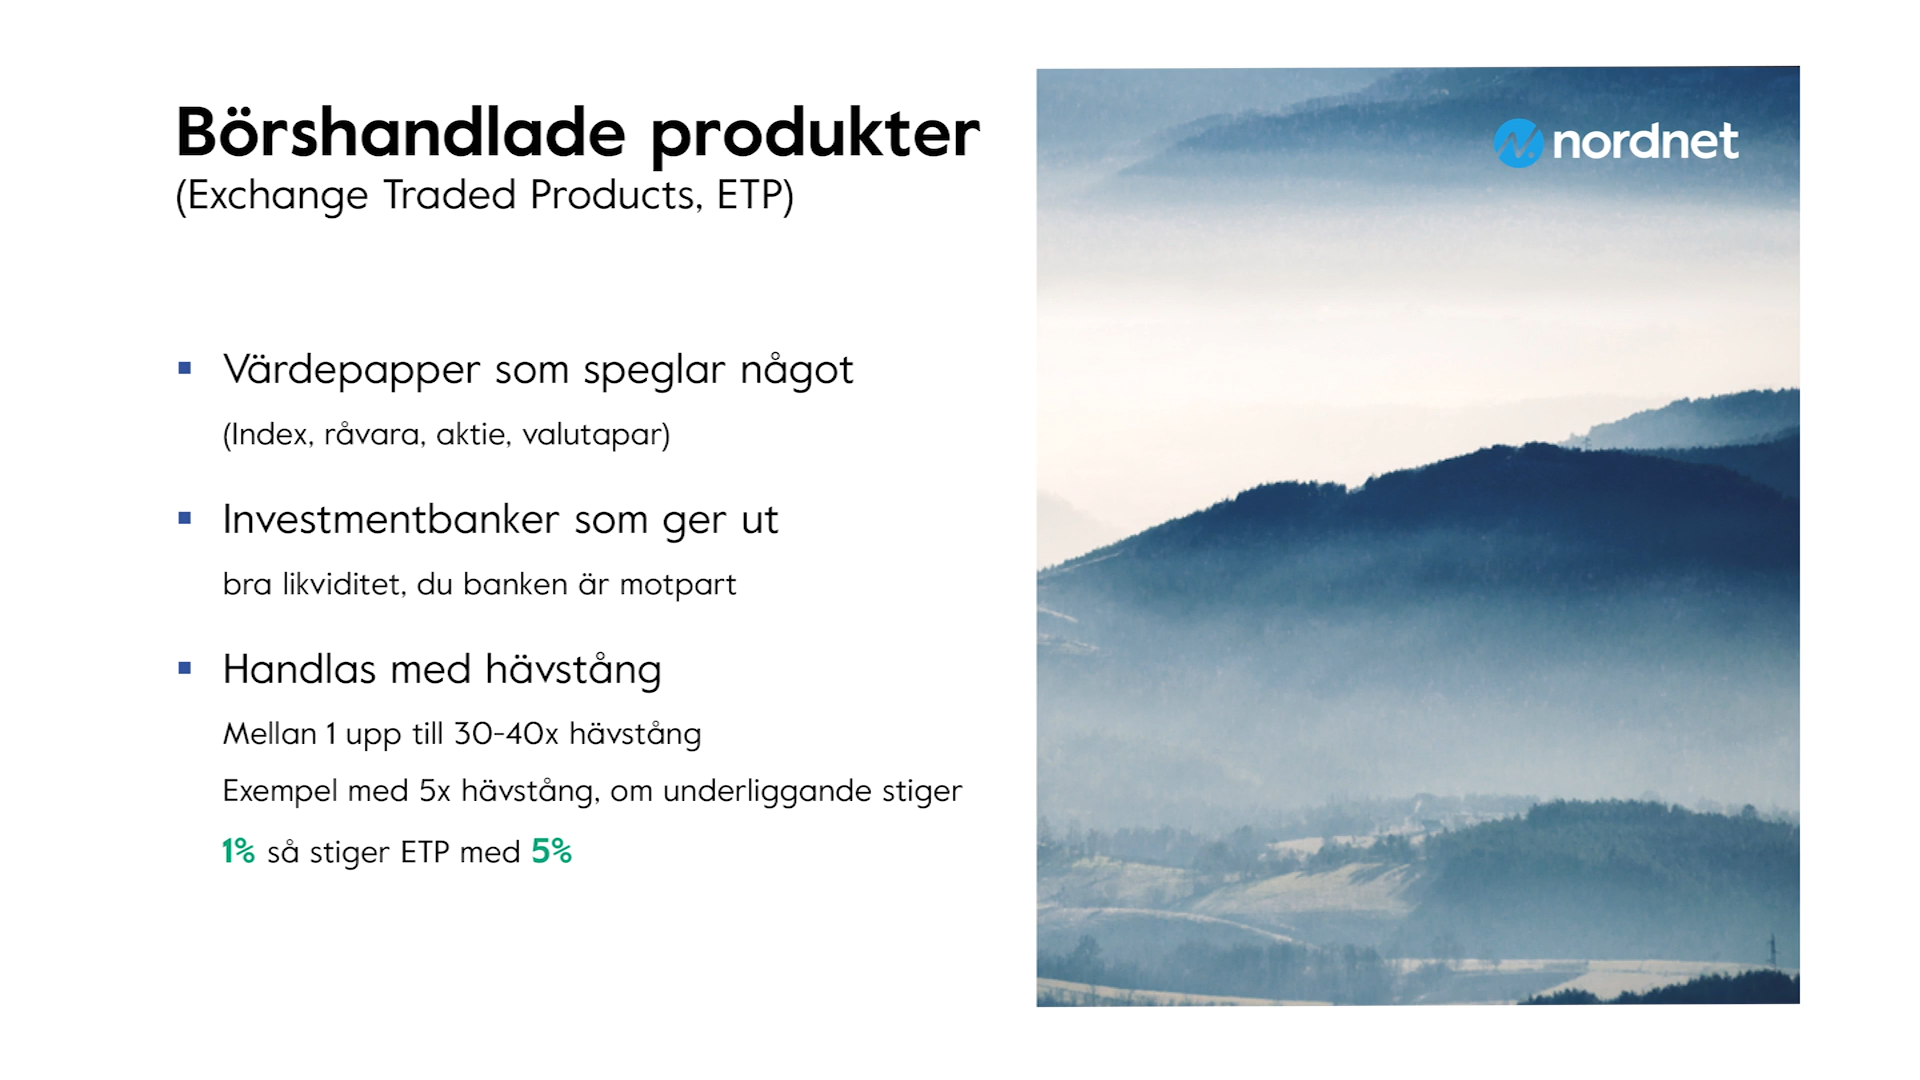 Börshandlade produkter
(Exchange Traded Products, ETP)
nordnet
▪ Värdepapper som speglar något
(Index, råvara, aktie, valutapar)
▪ Investmentbanker som ger ut
bra likviditet, du banken är motpart
▪ Handlas med hävstång
Mellan 1 upp till 30-40x hävstång
Exempel med 5x hävstång, om underliggande stiger
1% så stiger ETP med 5%